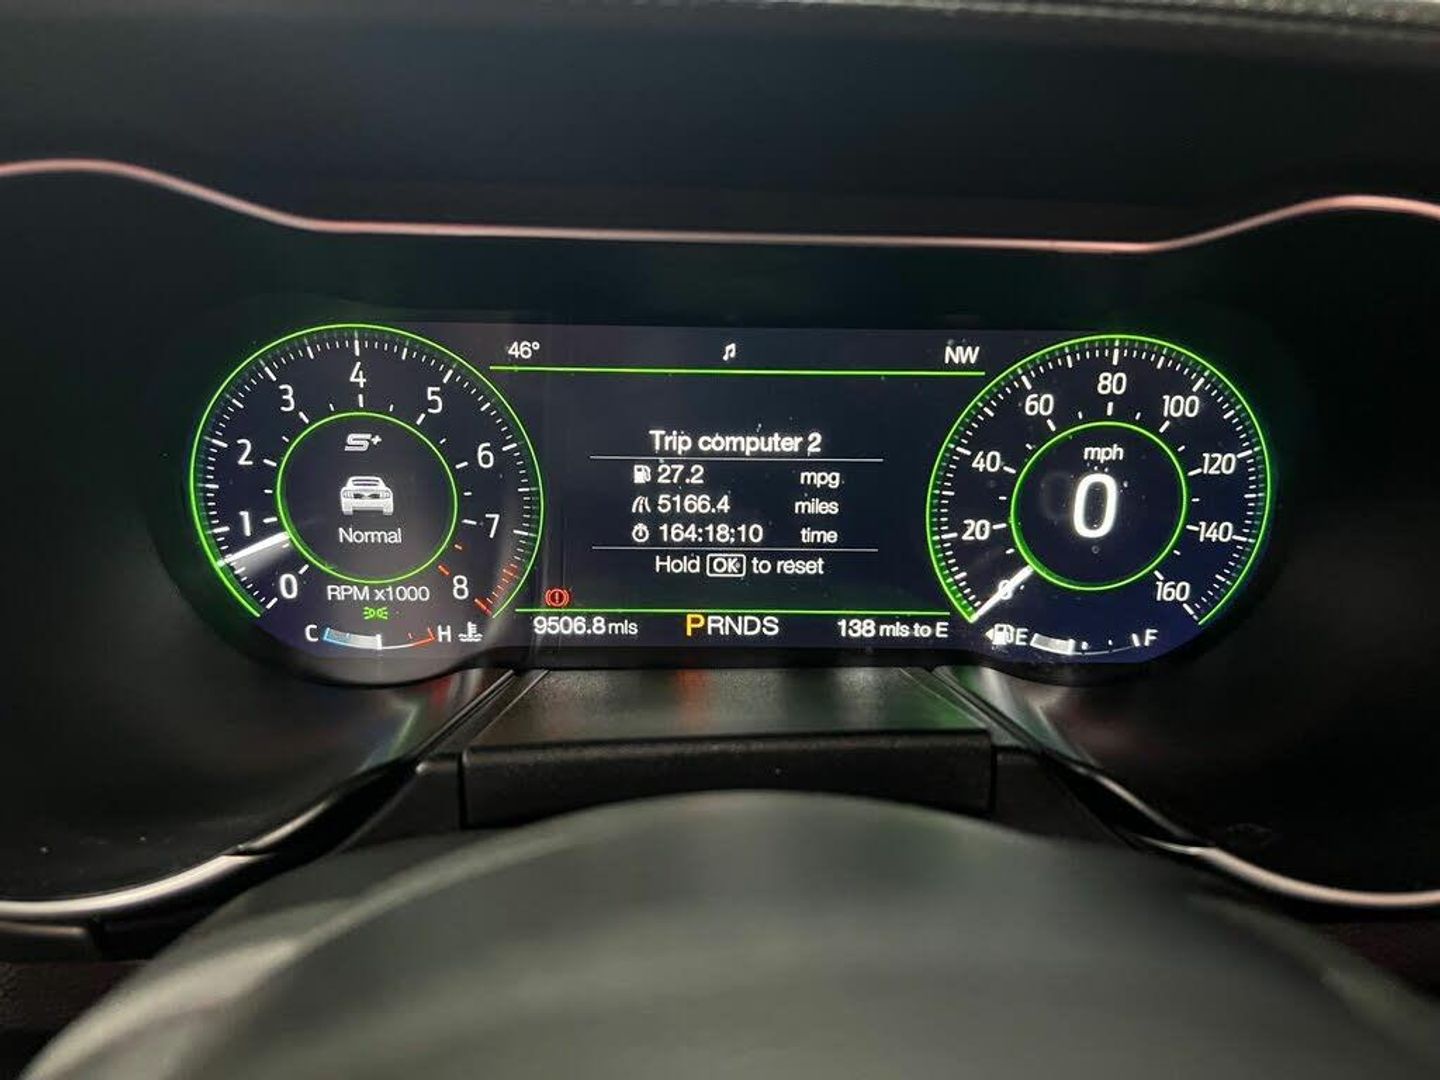 46° NW
Trip computer 2
27.2 mpg
5166.4 miles
164:18:10 time
Hold OK to reset
9506.8 mls PRNDS 138 mls to E
S+
Normal
0 1 2 3 4 5 6 7 8
RPM x1000
C H
mph
0
0 20 40 60 80 100 120 140 160
E F